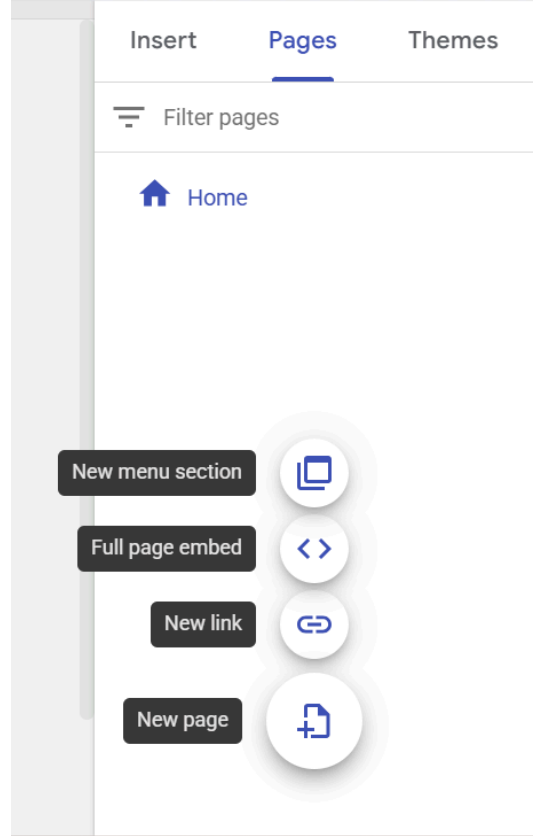 Insert Pages Themes
Filter pages
Home
New menu section
Full page embed
New link
New page